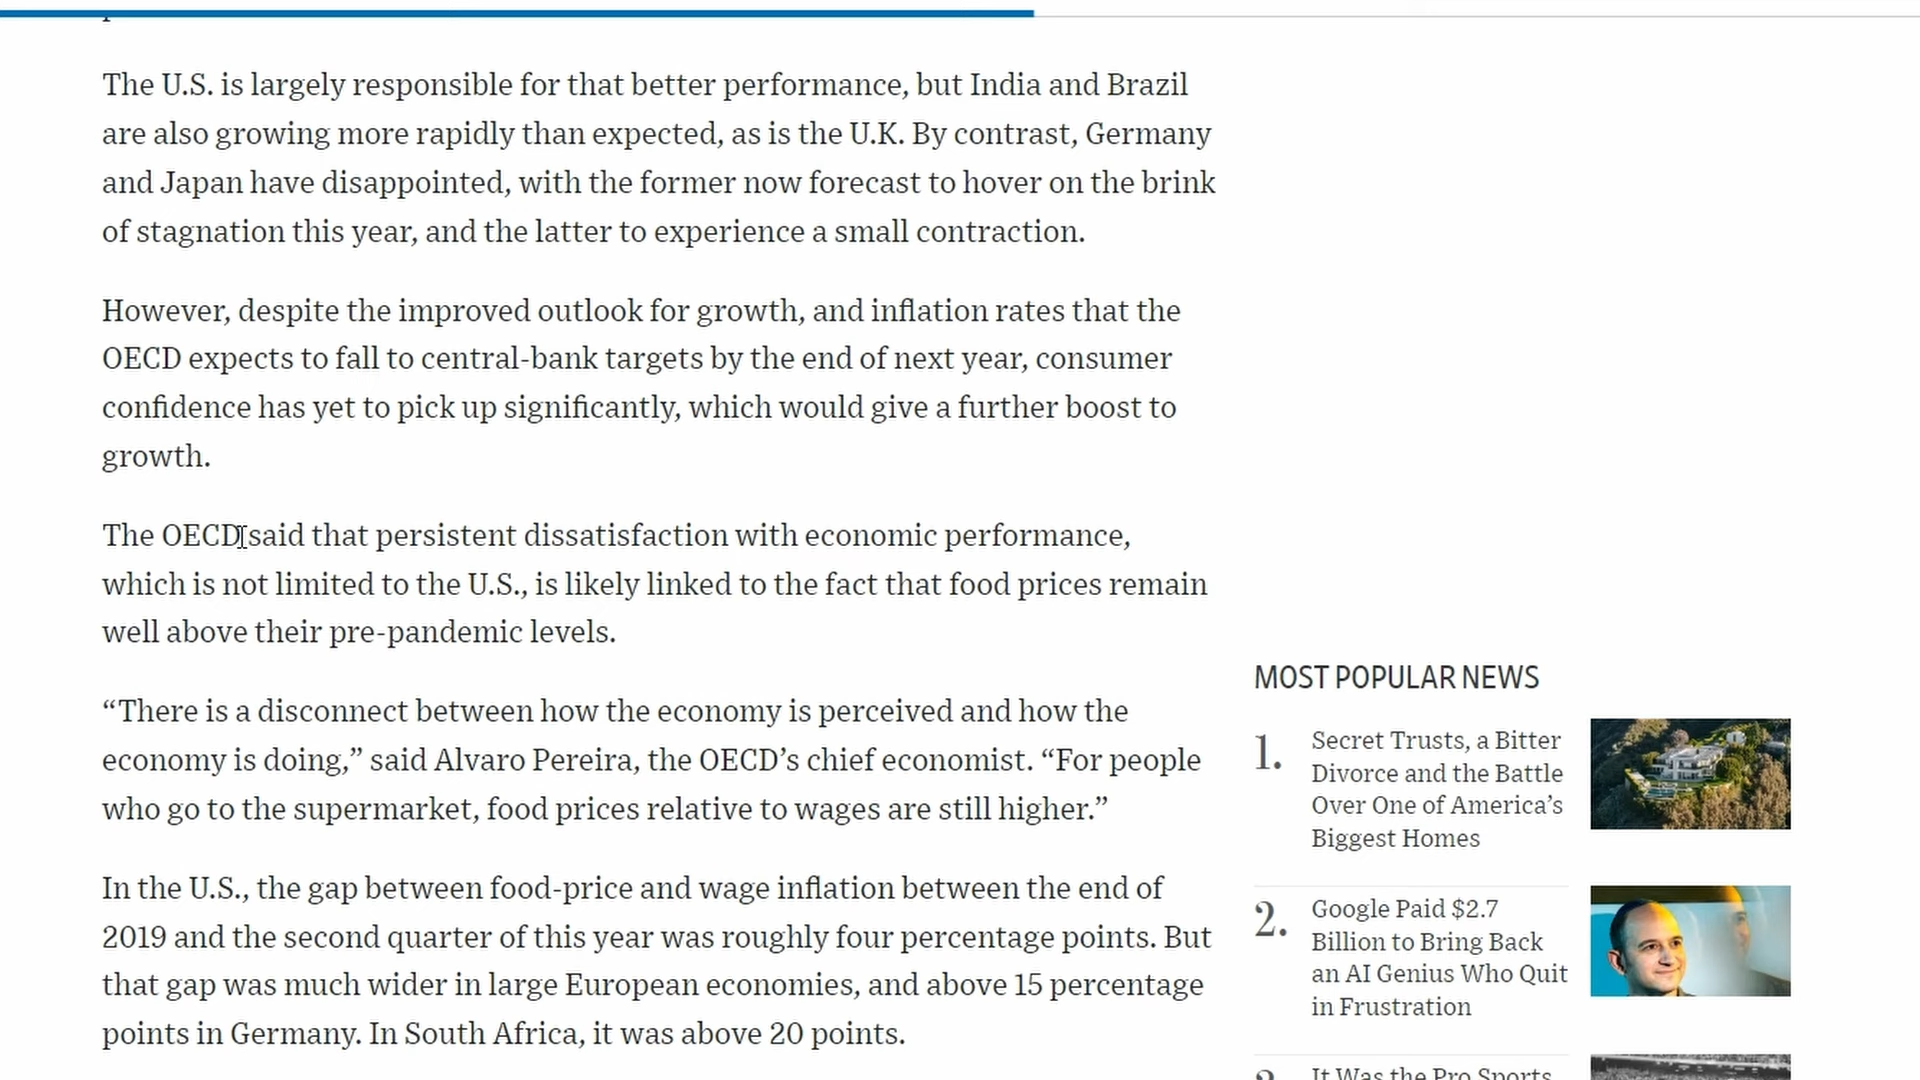 The U.S. is largely responsible for that better performance, but India and Brazil
are also growing more rapidly than expected, as is the U.K. By contrast, Germany
and Japan have disappointed, with the former now forecast to hover on the brink
of stagnation this year, and the latter to experience a small contraction.
However, despite the improved outlook for growth, and inflation rates that the
OECD expects to fall to central-bank targets by the end of next year, consumer
confidence has yet to pick up significantly, which would give a further boost to
growth.
The OECD said that persistent dissatisfaction with economic performance,
which is not limited to the U.S., is likely linked to the fact that food prices remain
well above their pre-pandemic levels.
“There is a disconnect between how the economy is perceived and how the
economy is doing,” said Alvaro Pereira, the OECD’s chief economist. “For people
who go to the supermarket, food prices relative to wages are still higher.”
In the U.S., the gap between food-price and wage inflation between the end of
2019 and the second quarter of this year was roughly four percentage points. But
that gap was much wider in large European economies, and above 15 percentage
points in Germany. In South Africa, it was above 20 points.
MOST POPULAR NEWS
1.
Secret Trusts, a Bitter
Divorce and the Battle
Over One of America’s
Biggest Homes
2.
Google Paid $2.7
Billion to Bring Back
an AI Genius Who Quit
in Frustration
It Was the Pro Sports